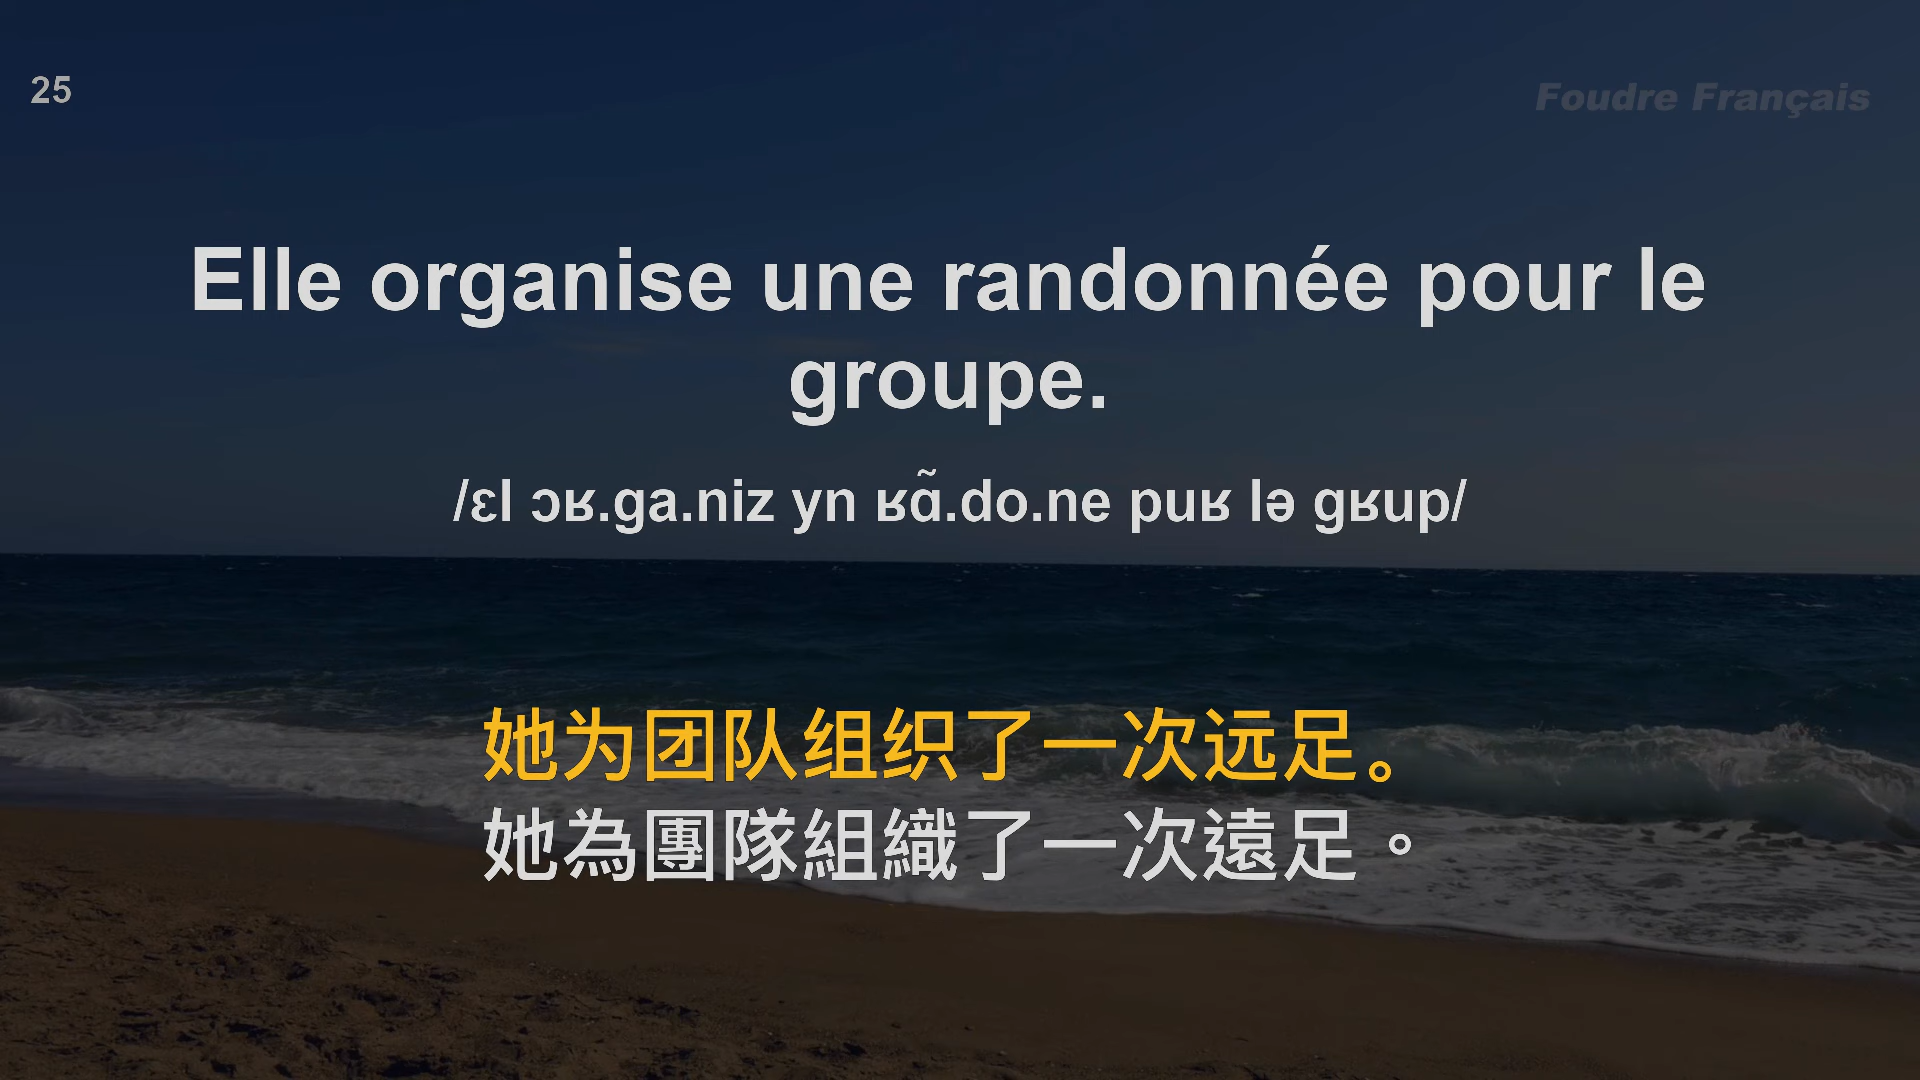 25
Foudre Français
Elle organise une randonnée pour le
groupe.
/ɛl ɔʁ.ga.niz yn ʁɑ̃.do.ne puʁ lə gʁup/
她为团队组织了一次远足。
她為團隊組織了一次遠足。